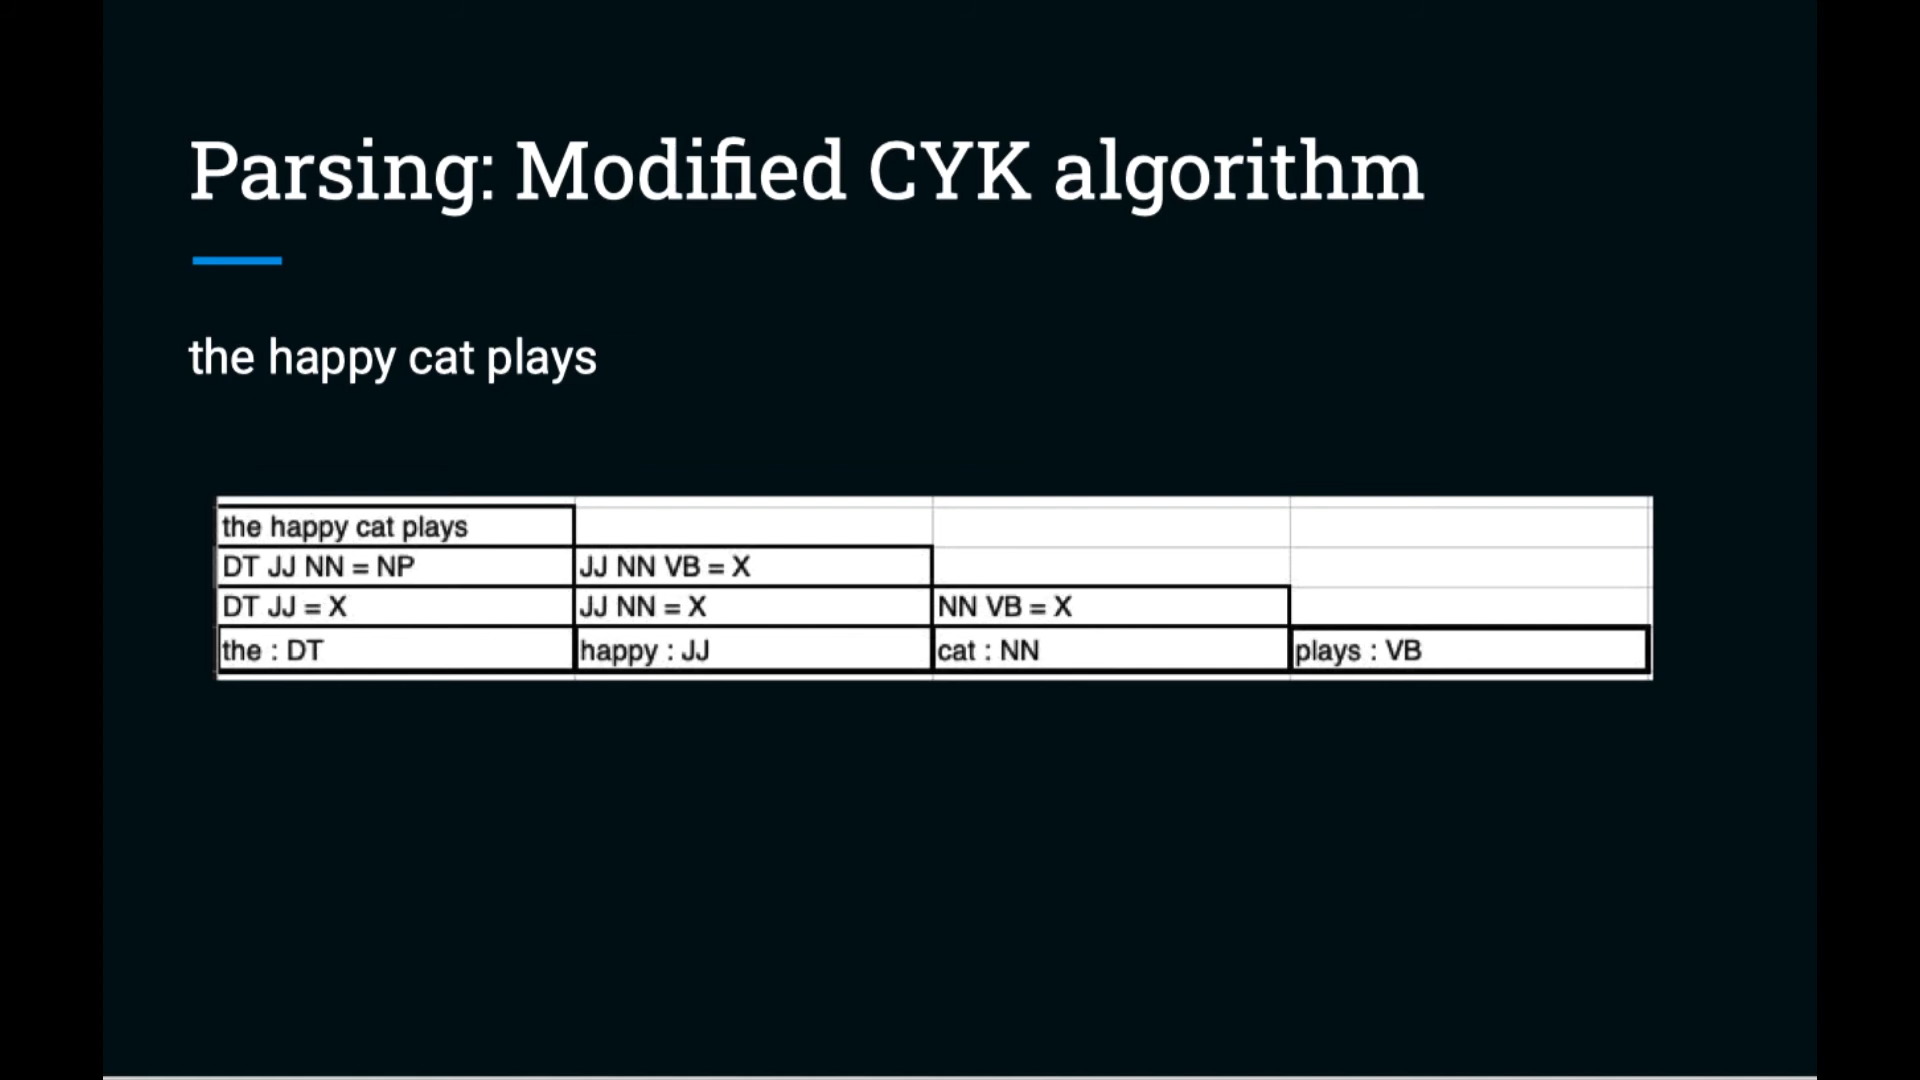 Parsing: Modified CYK algorithm
the happy cat plays
the happy cat plays
DT JJ NN = NP JJ NN VB = X
DT JJ = X JJ NN = X NN VB = X
the : DT happy : JJ cat : NN plays : VB